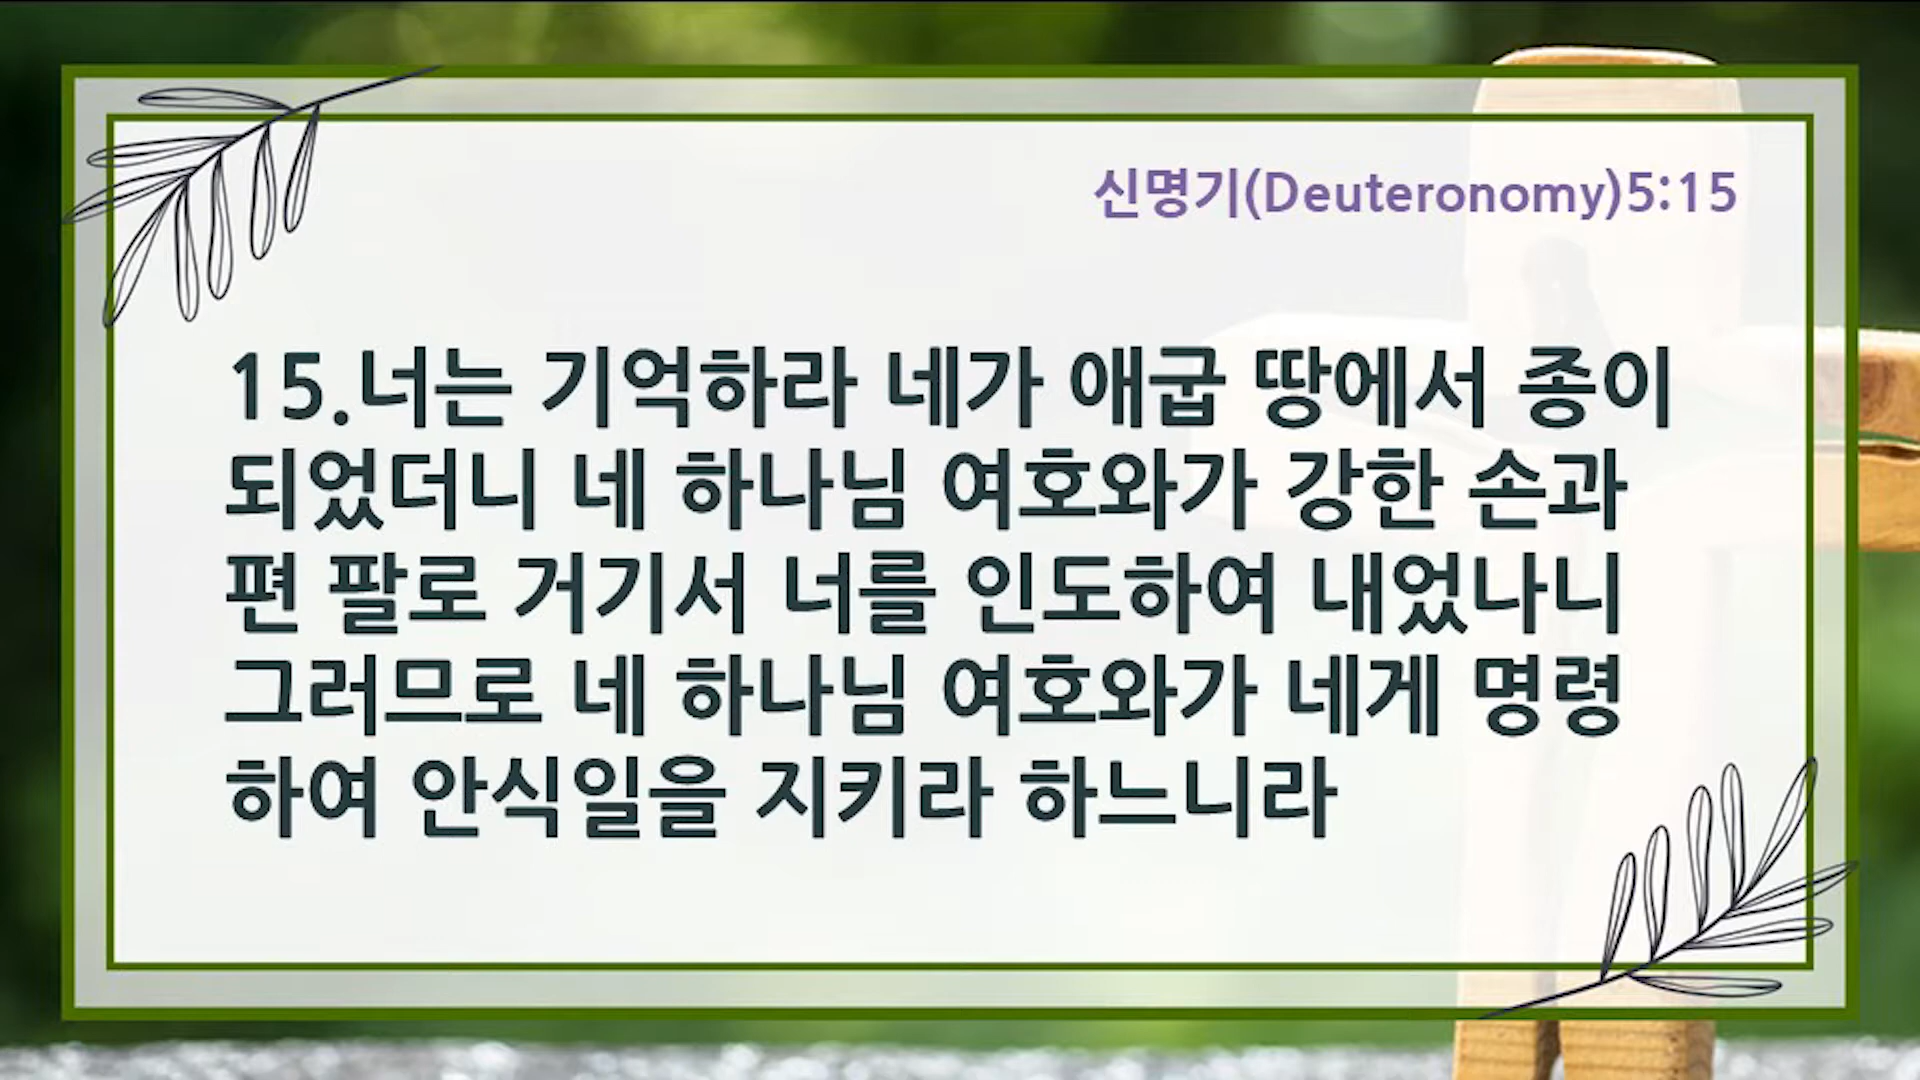 신명기(Deuteronomy)5:15
15.너는 기억하라 네가 애굽 땅에서 종이
되었더니 네 하나님 여호와가 강한 손과
편 팔로 거기서 너를 인도하여 내었나니
그러므로 네 하나님 여호와가 네게 명령
하여 안식일을 지키라 하느니라